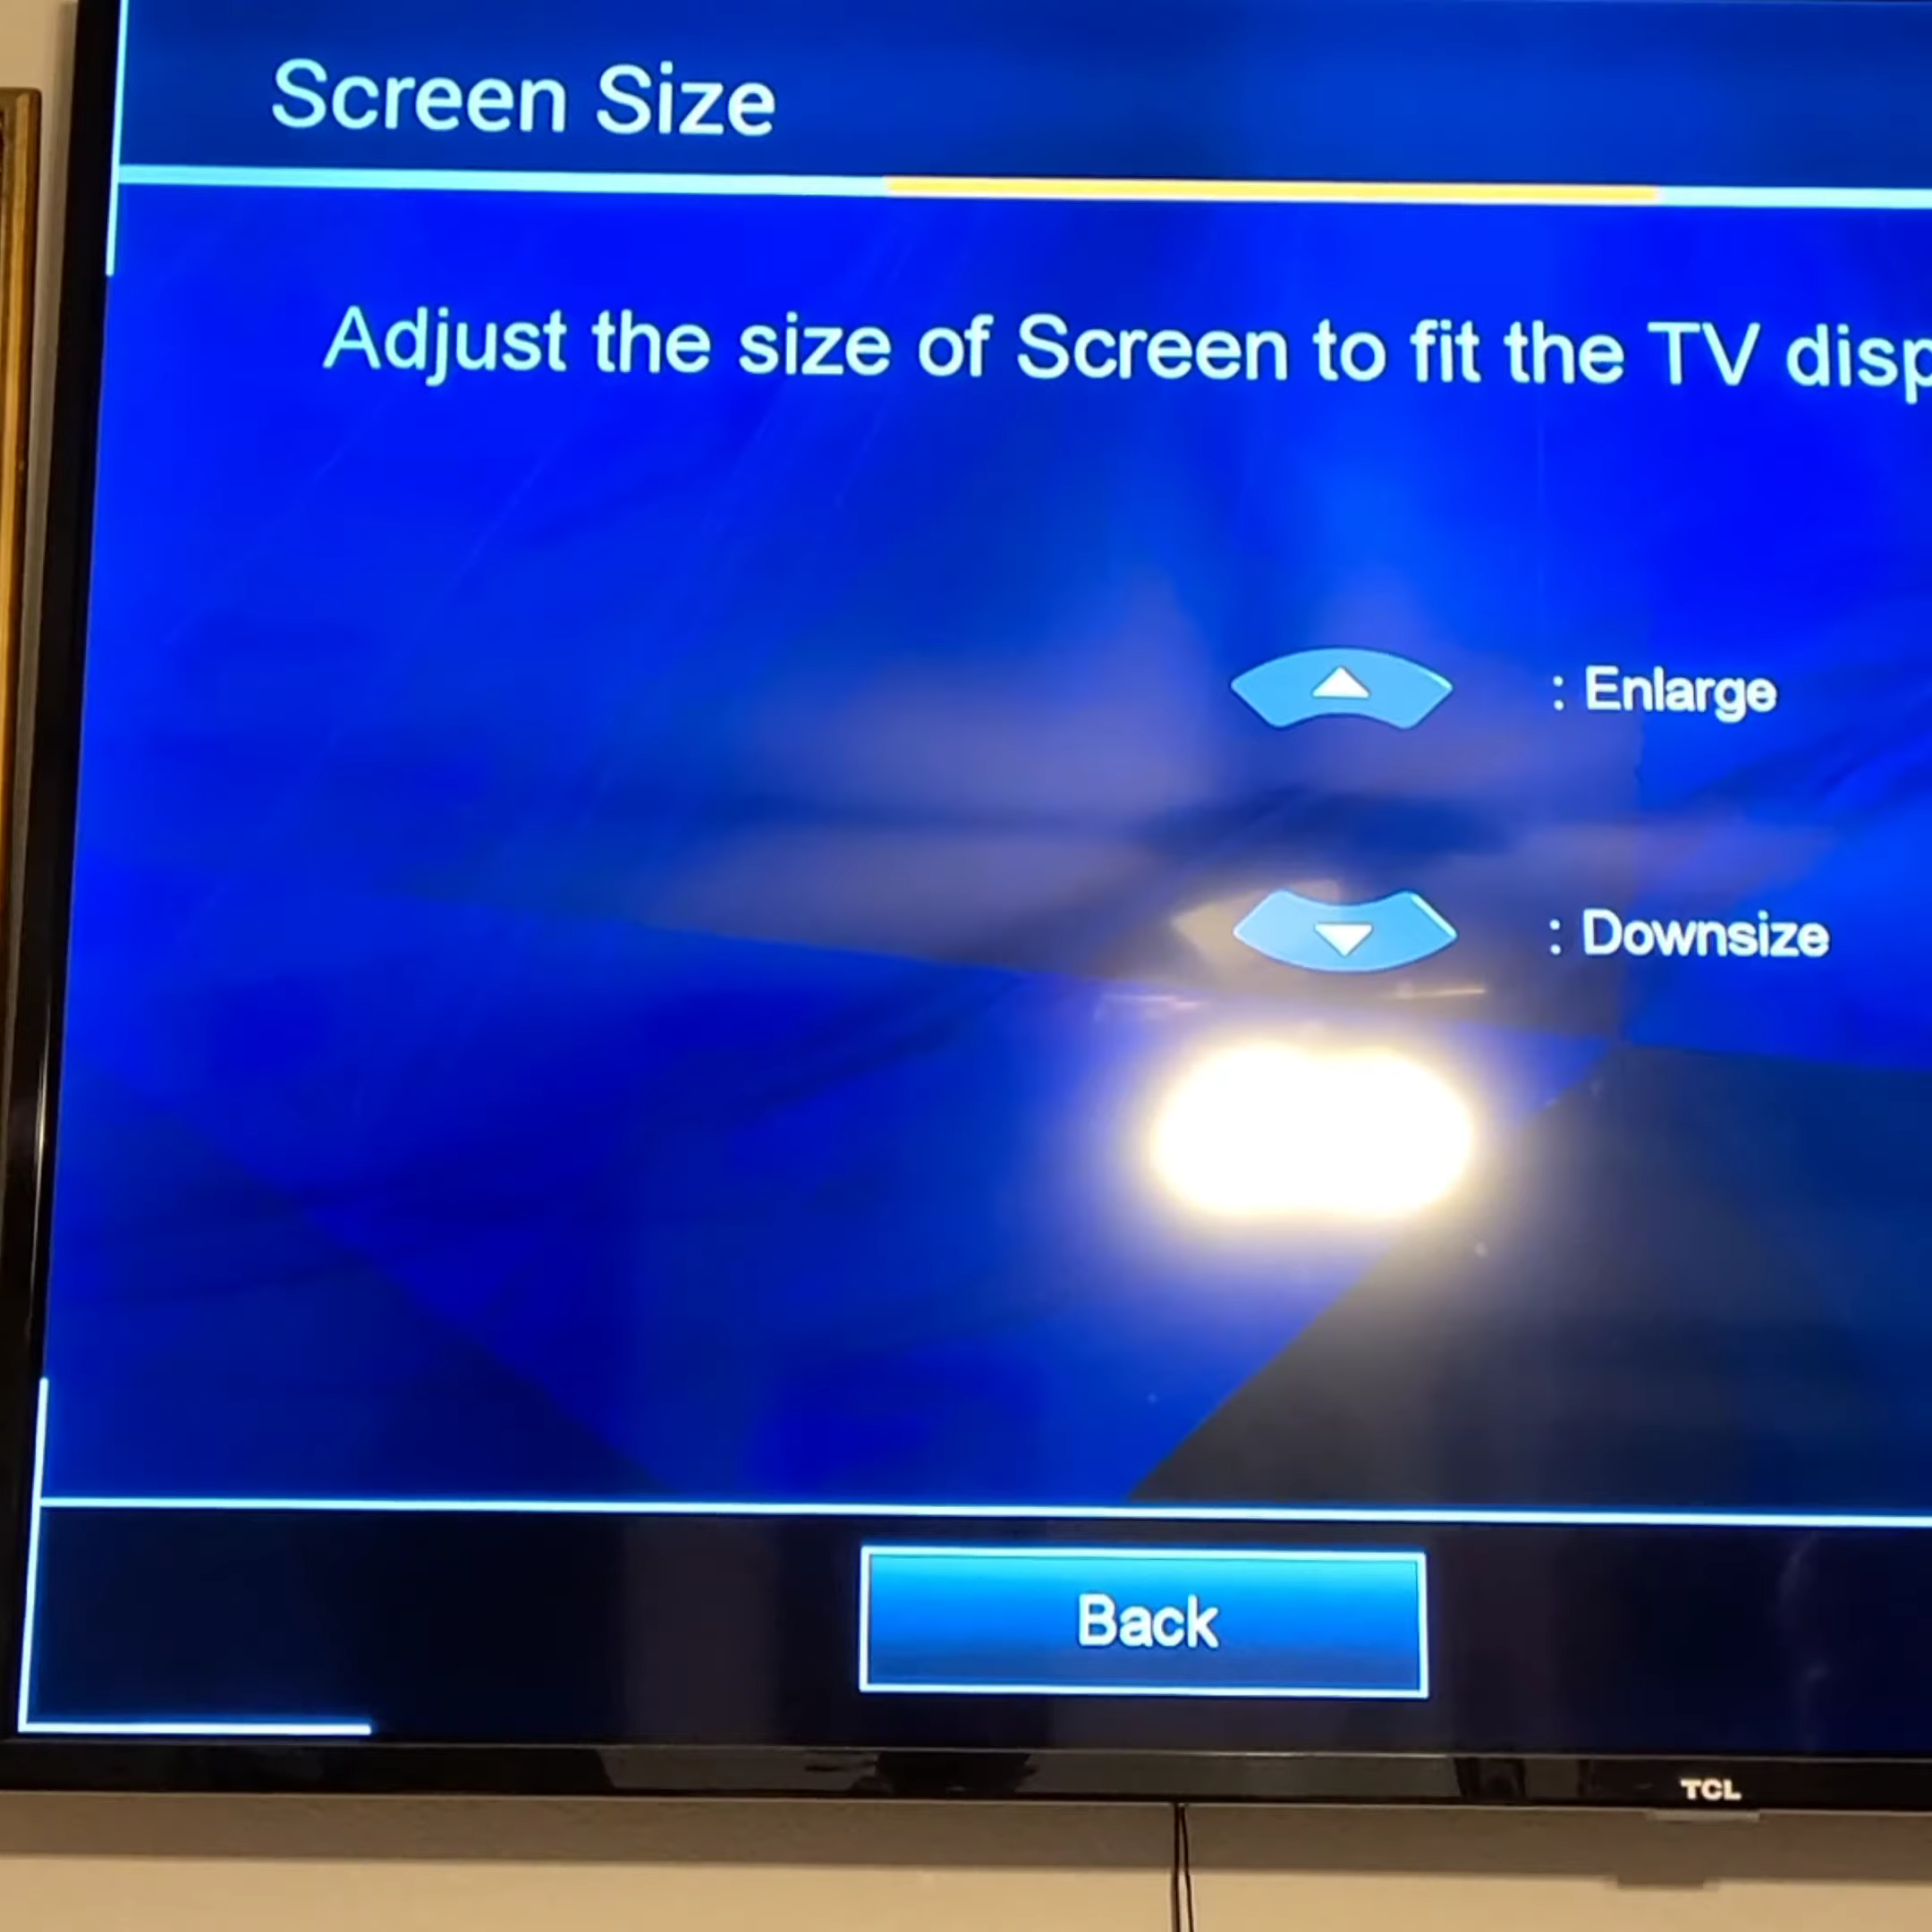 Screen Size
Adjust the size of Screen to fit the TV disp
: Enlarge
: Downsize
Back
TCL